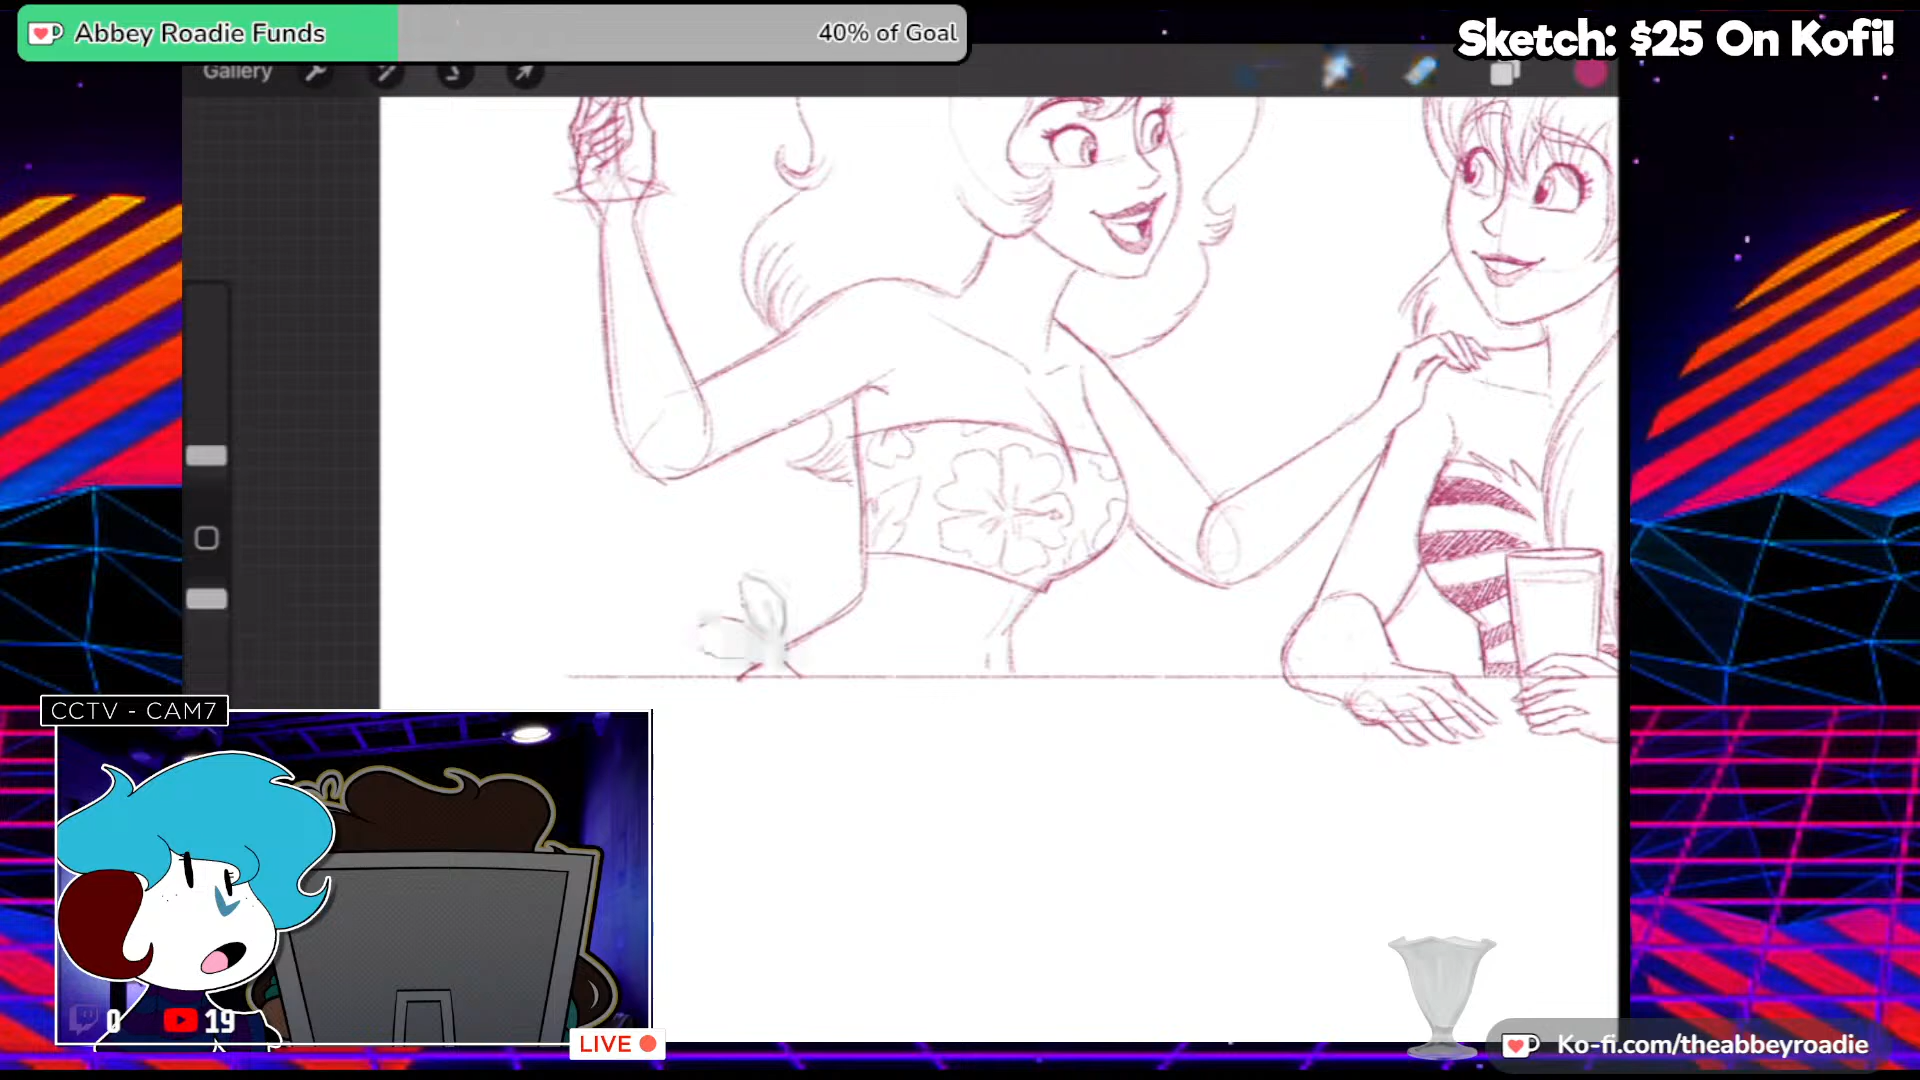 Abbey Roadie Funds
40% of Goal
Sketch: $25 On Kofi!
Gallery
CCTV - CAM7
0
19
LIVE
Ko-fi.com/theabbeyroadie